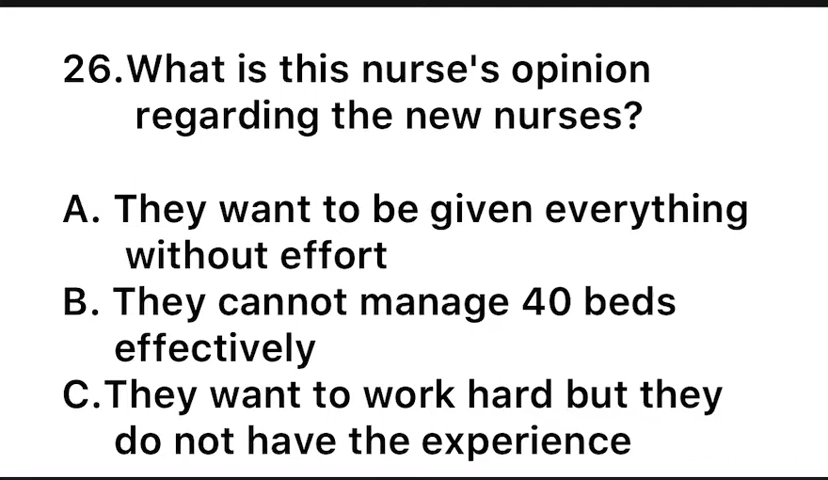 26.What is this nurse's opinion
regarding the new nurses?
A. They want to be given everything
without effort
B. They cannot manage 40 beds
effectively
C.They want to work hard but they
do not have the experience